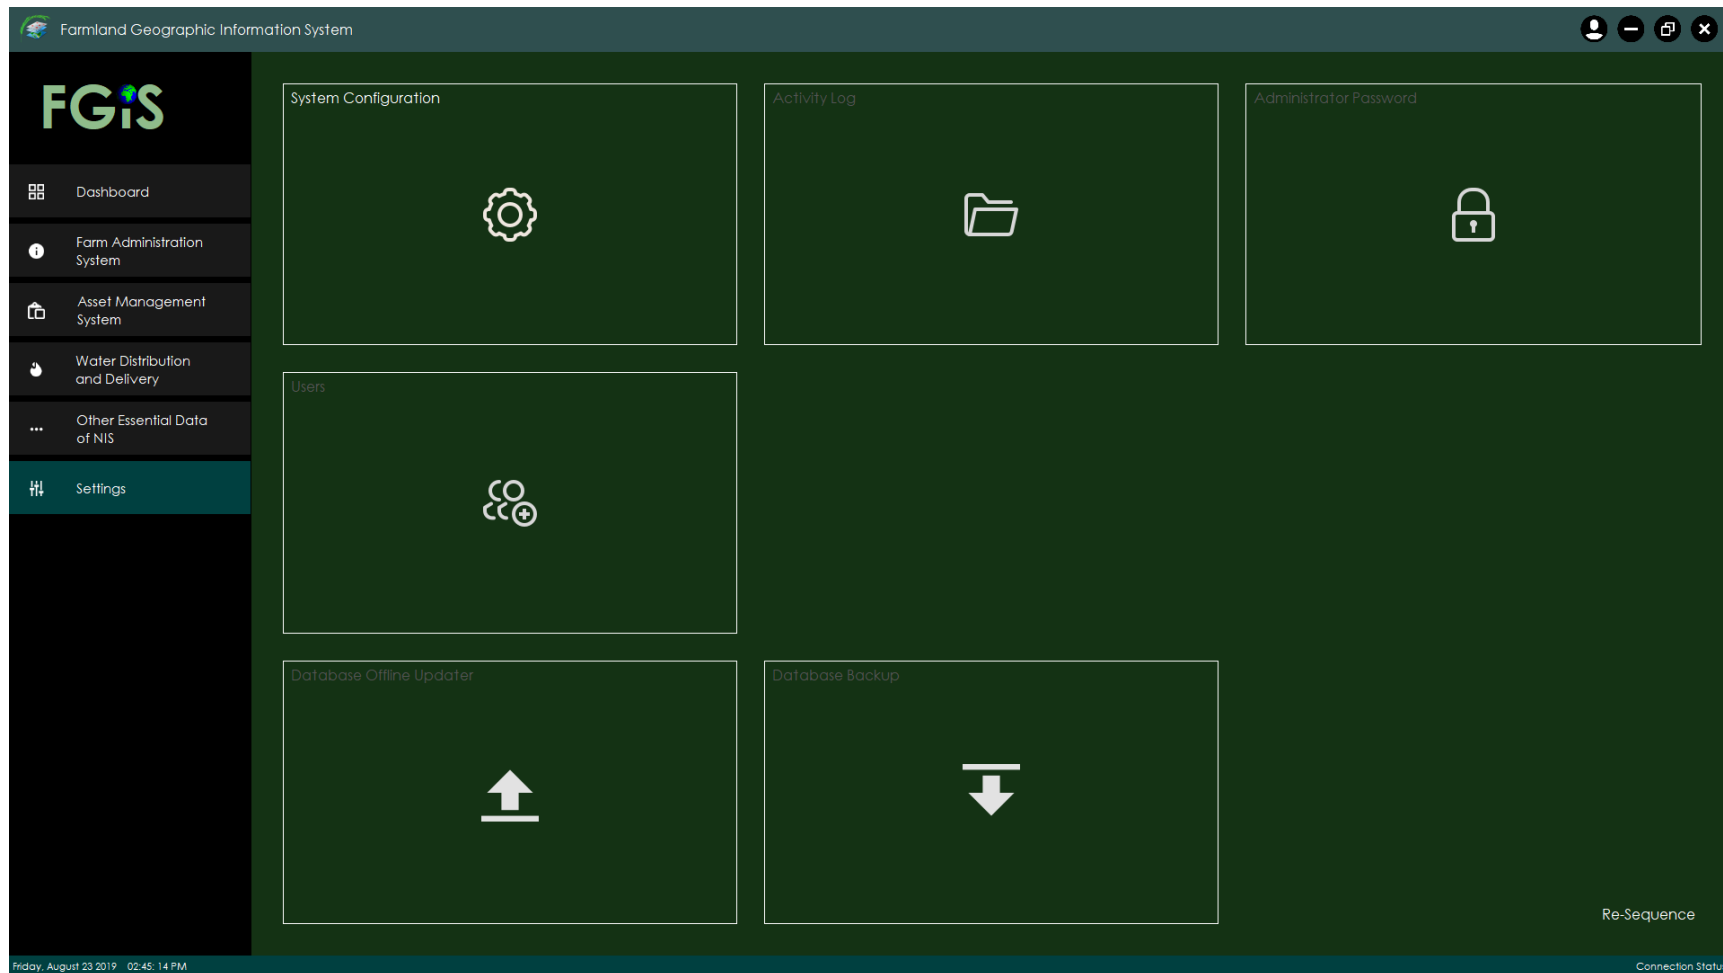 Farmland Geographic Information System
FGiS
Dashboard
Farm Administration
System
Asset Management
System
Water Distribution
and Delivery
Other Essential Data
of NIS
Settings
System Configuration
Activity Log
Administrator Password
Users
Database Offline Updater
Database Backup
Re-Sequence
Friday, August 23 2019 02:45: 14 PM
Connection Statu